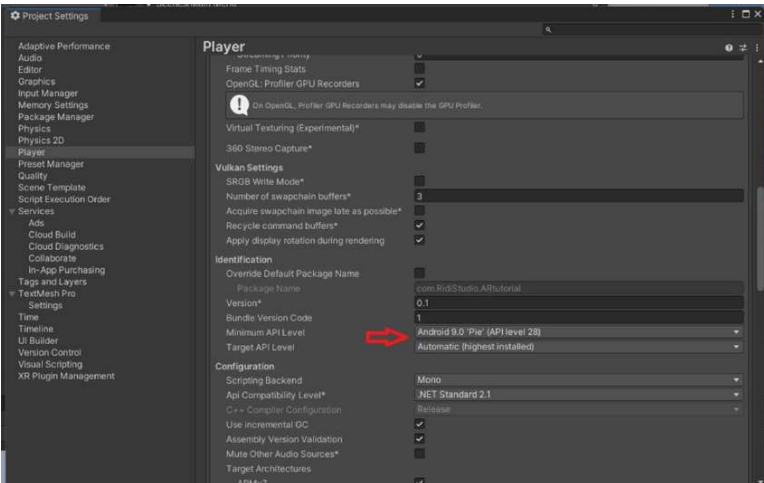 Project Settings
Adaptive Performance
Audio
Editor
Graphics
Input Manager
Memory Settings
Package Manager
Physics
Physics 2D
Player
Preset Manager
Quality
Scene Template
Script Execution Order
Services
Ads
Cloud Build
Cloud Diagnostics
Collaborate
In-App Purchasing
Tags and Layers
TextMesh Pro
Settings
Time
Timeline
UI Builder
Version Control
Visual Scripting
XR Plugin Management
Player
Streaming Priority
Frame Timing Stats
OpenGL: Profiler GPU Recorders
On OpenGL, Profiler GPU Recorders may disable the GPU Profiler.
Virtual Texturing (Experimental)*
360 Stereo Capture*
Vulkan Settings
SRGB Write Mode*
Number of swapchain buffers* 3
Acquire swapchain image late as possible*
Recycle command buffers*
Apply display rotation during rendering
Identification
Override Default Package Name
Package Name com.RidiStudio.ARtutorial
Version* 0.1
Bundle Version Code 1
Minimum API Level Android 9.0 'Pie' (API level 28)
Target API Level Automatic (highest installed)
Configuration
Scripting Backend Mono
Api Compatibility Level* .NET Standard 2.1
C++ Compiler Configuration Release
Use incremental GC
Assembly Version Validation
Mute Other Audio Sources*
Target Architectures
ARMv7